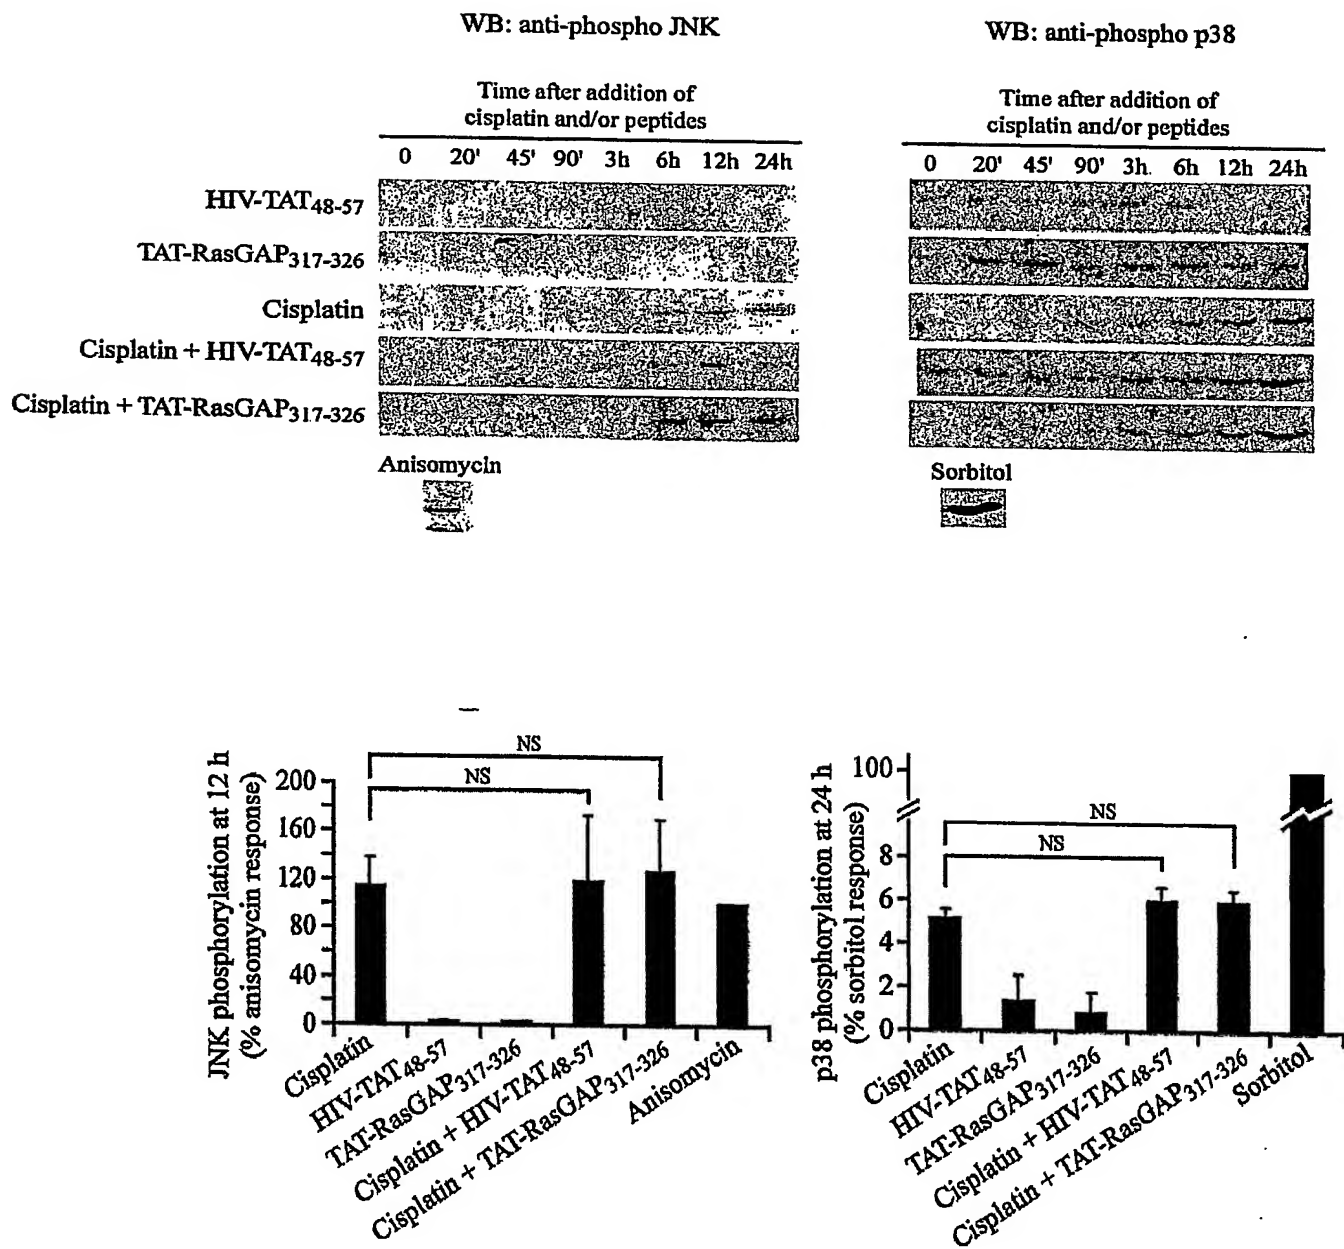 WB: anti-phospho JNK
Time after addition of
cisplatin and/or peptides
0 20' 45' 90' 3h 6h 12h 24h
HIV-TAT48-57
TAT-RasGAP317-326
Cisplatin
Cisplatin + HIV-TAT48-57
Cisplatin + TAT-RasGAP317-326
Anisomycin
WB: anti-phospho p38
Time after addition of
cisplatin and/or peptides
0 20' 45' 90' 3h. 6h 12h 24h
Sorbitol
JNK phosphorylation at 12 h
(% anisomycin response)
200
160
120
80
40
0
NS
NS
Cisplatin
HIV-TAT48-57
TAT-RasGAP317-326
Cisplatin + HIV-TAT48-57
Cisplatin + TAT-RasGAP317-326
Anisomycin
p38 phosphorylation at 24 h
(% sorbitol response)
100
8
6
4
2
0
NS
NS
Cisplatin
HIV-TAT48-57
TAT-RasGAP317-326
Cisplatin + HIV-TAT48-57
Cisplatin + TAT-RasGAP317-326
Sorbitol